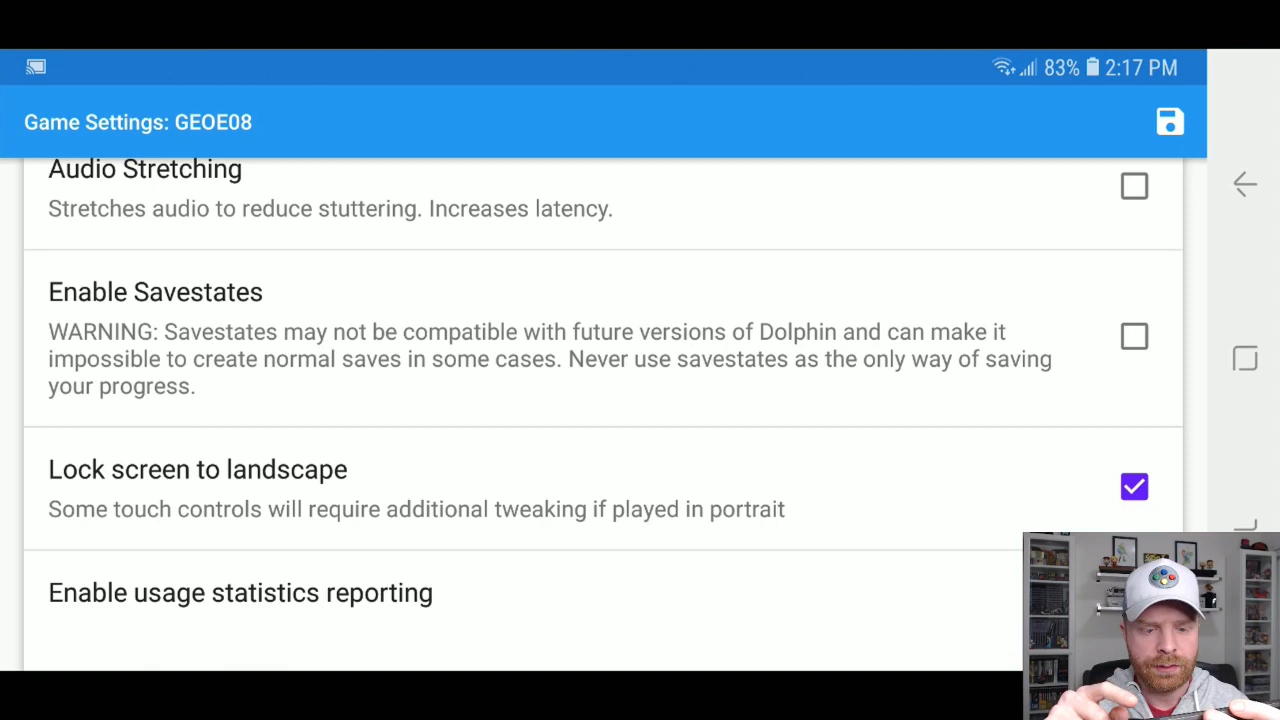 83% 2:17 PM
Game Settings: GEOE08
Audio Stretching
Stretches audio to reduce stuttering. Increases latency.
Enable Savestates
WARNING: Savestates may not be compatible with future versions of Dolphin and can make it
impossible to create normal saves in some cases. Never use savestates as the only way of saving
your progress.
Lock screen to landscape
Some touch controls will require additional tweaking if played in portrait
Enable usage statistics reporting